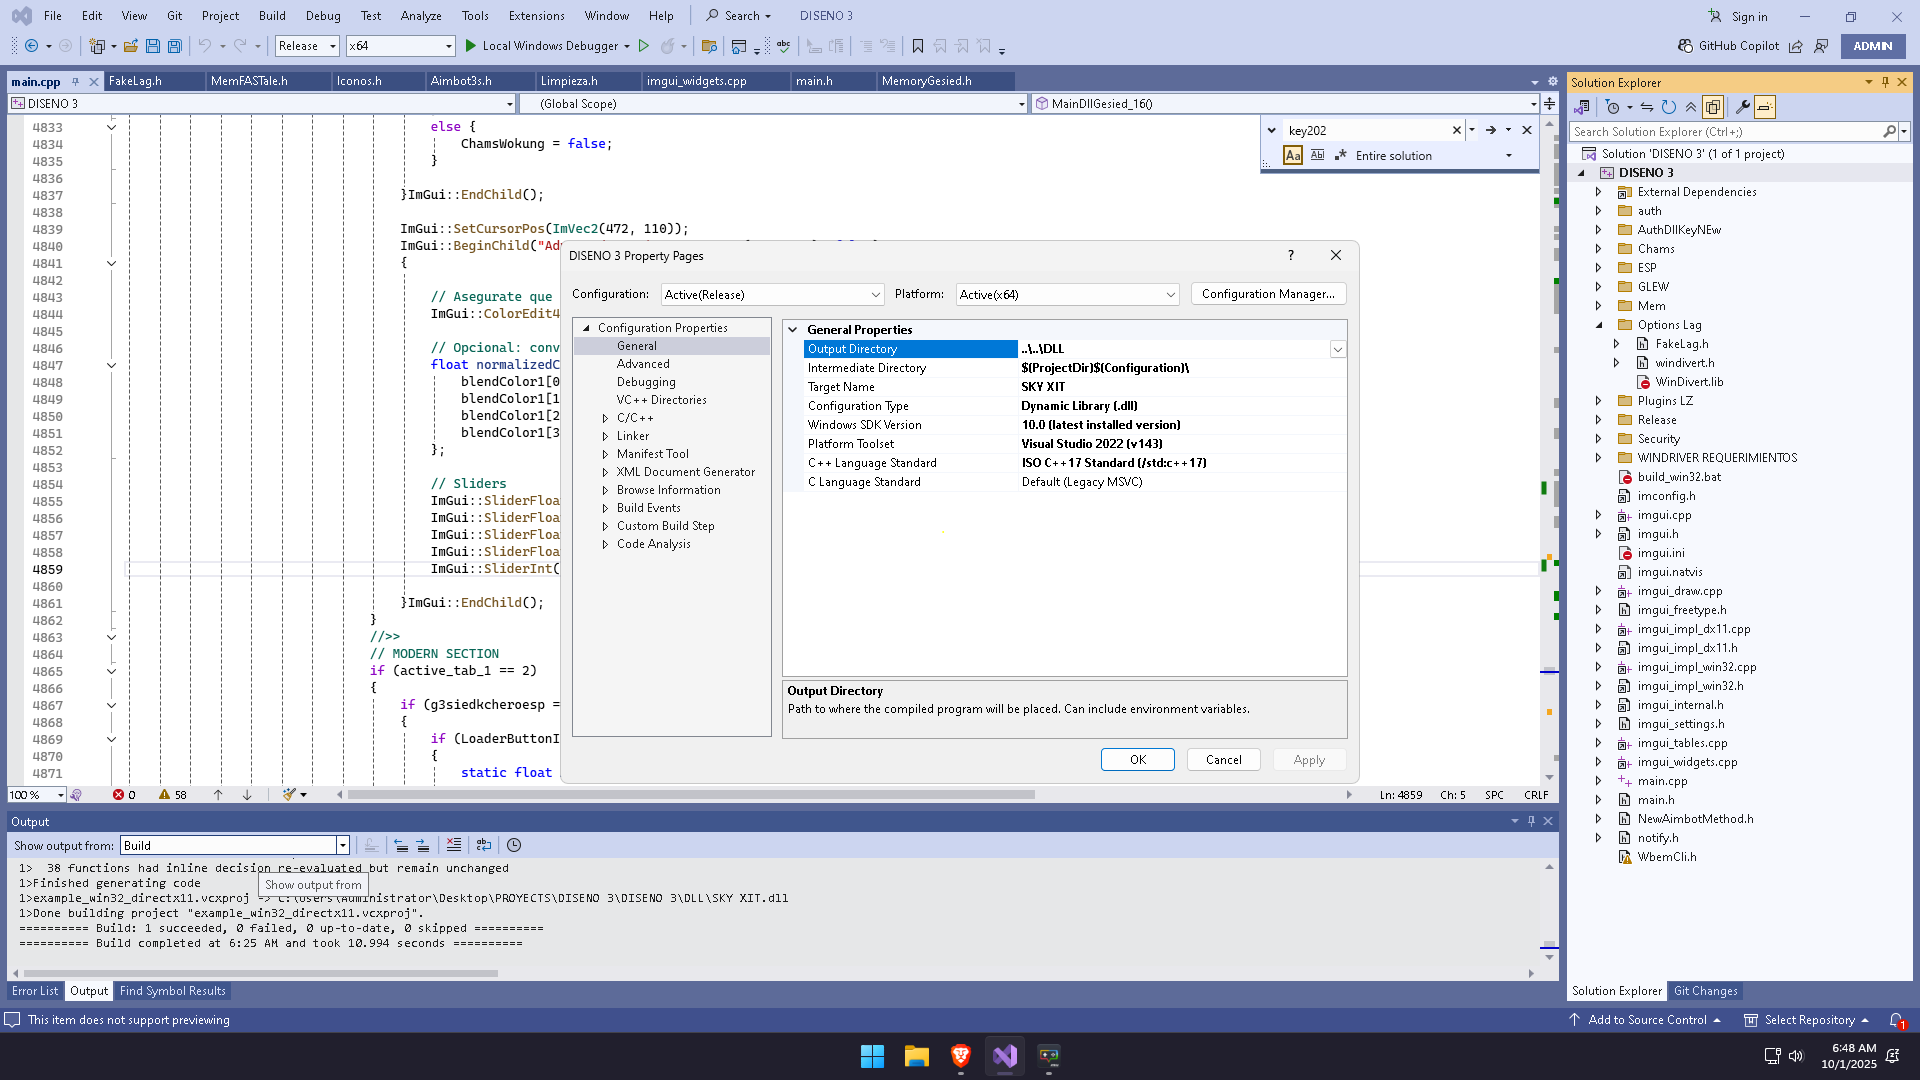 File Edit View Git Project Build Debug Test Analyze Tools Extensions Window Help Search DISENO 3 Sign in
Release x64 Local Windows Debugger GitHub Copilot ADMIN
main.cpp FakeLag.h MemFASTale.h Iconos.h Aimbot3s.h Limpieza.h imgui_widgets.cpp main.h MemoryGesied.h
DISENO 3 (Global Scope) MainDllGesied_16()
key202
Aa Entire solution
4833 else {
4834 ChamsWokung = false;
4835 }
4836
4837 }ImGui::EndChild();
4838
4839 ImGui::SetCursorPos(ImVec2(472, 110));
4840 ImGui::BeginChild("Ad
4841 {
4842
4843 // Asegurate que
4844 ImGui::ColorEdit4
4845
4846 // Opcional: conv
4847 float normalizedC
4848 blendColor1[0
4849 blendColor1[1
4850 blendColor1[2
4851 blendColor1[3
4852 };
4853
4854 // Sliders
4855 ImGui::SliderFloa
4856 ImGui::SliderFloa
4857 ImGui::SliderFloa
4858 ImGui::SliderFloa
4859 ImGui::SliderInt(
4860
4861 }ImGui::EndChild();
4862 }
4863 //>>
4864 // MODERN SECTION
4865 if (active_tab_1 == 2)
4866 {
4867 if (g3siedkcheroesp =
4868 {
4869 if (LoaderButtonI
4870 {
4871 static float
DISENO 3 Property Pages ?
Configuration: Active(Release) Platform: Active(x64) Configuration Manager...
Configuration Properties
General
Advanced
Debugging
VC++ Directories
C/C++
Linker
Manifest Tool
XML Document Generator
Browse Information
Build Events
Custom Build Step
Code Analysis
General Properties
Output Directory ..\..\DLL
Intermediate Directory $(ProjectDir)$(Configuration)\
Target Name SKY XIT
Configuration Type Dynamic Library (.dll)
Windows SDK Version 10.0 (latest installed version)
Platform Toolset Visual Studio 2022 (v143)
C++ Language Standard ISO C++17 Standard (/std:c++17)
C Language Standard Default (Legacy MSVC)
Output Directory
Path to where the compiled program will be placed. Can include environment variables.
OK Cancel Apply
100 % 0 58 Ln: 4859 Ch: 5 SPC CRLF
Output
Show output from: Build
1> 38 functions had inline decision re-evaluated but remain unchanged
1>Finished generating code
Show output from
1>example_win32_directx11.vcxproj -> C:\Users\Administrator\Desktop\PROYECTS\DISENO 3\DISENO 3\DLL\SKY XIT.dll
1>Done building project "example_win32_directx11.vcxproj".
========== Build: 1 succeeded, 0 failed, 0 up-to-date, 0 skipped ==========
========== Build completed at 6:25 AM and took 10.994 seconds ==========
Error List Output Find Symbol Results
This item does not support previewing
Solution Explorer
Search Solution Explorer (Ctrl+;)
Solution 'DISENO 3' (1 of 1 project)
DISENO 3
External Dependencies
auth
AuthDllKeyNEw
Chams
ESP
GLEW
Mem
Options Lag
FakeLag.h
windivert.h
WinDivert.lib
Plugins LZ
Release
Security
WINDRIVER REQUERIMIENTOS
build_win32.bat
imconfig.h
imgui.cpp
imgui.h
imgui.ini
imgui.natvis
imgui_draw.cpp
imgui_freetype.h
imgui_impl_dx11.cpp
imgui_impl_dx11.h
imgui_impl_win32.cpp
imgui_impl_win32.h
imgui_internal.h
imgui_settings.h
imgui_tables.cpp
imgui_widgets.cpp
main.cpp
main.h
NewAimbotMethod.h
notify.h
WbemCli.h
Solution Explorer Git Changes
Add to Source Control Select Repository 1
6:48 AM
10/1/2025